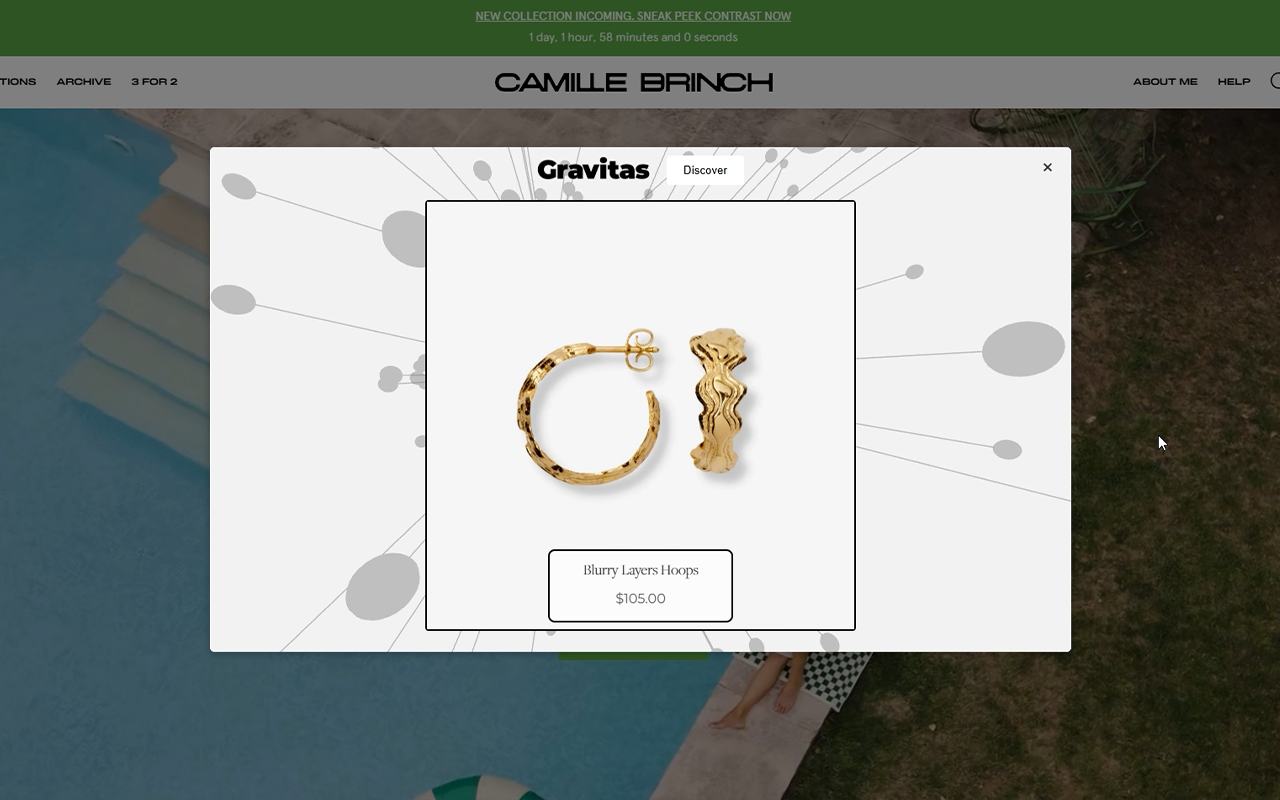 NEW COLLECTION INCOMING. SNEAK PEEK CONTRAST NOW
1 day, 1 hour, 58 minutes and 0 seconds
TIONS ARCHIVE 3 FOR 2
CAMILLE BRINCH
ABOUT ME HELP
Gravitas
Discover
Blurry Layers Hoops
$105.00